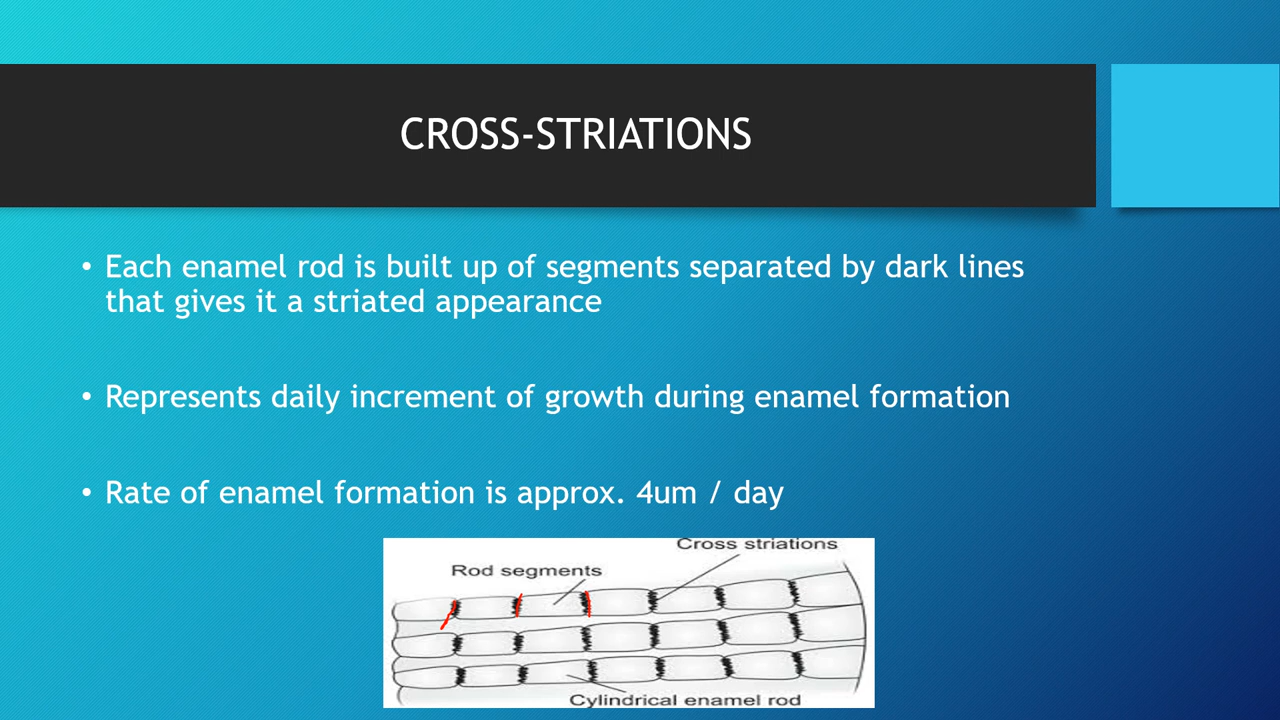 CROSS-STRIATIONS
• Each enamel rod is built up of segments separated by dark lines
that gives it a striated appearance
• Represents daily increment of growth during enamel formation
• Rate of enamel formation is approx. 4um / day
Cross striations
Rod segments
Cylindrical enamel rod